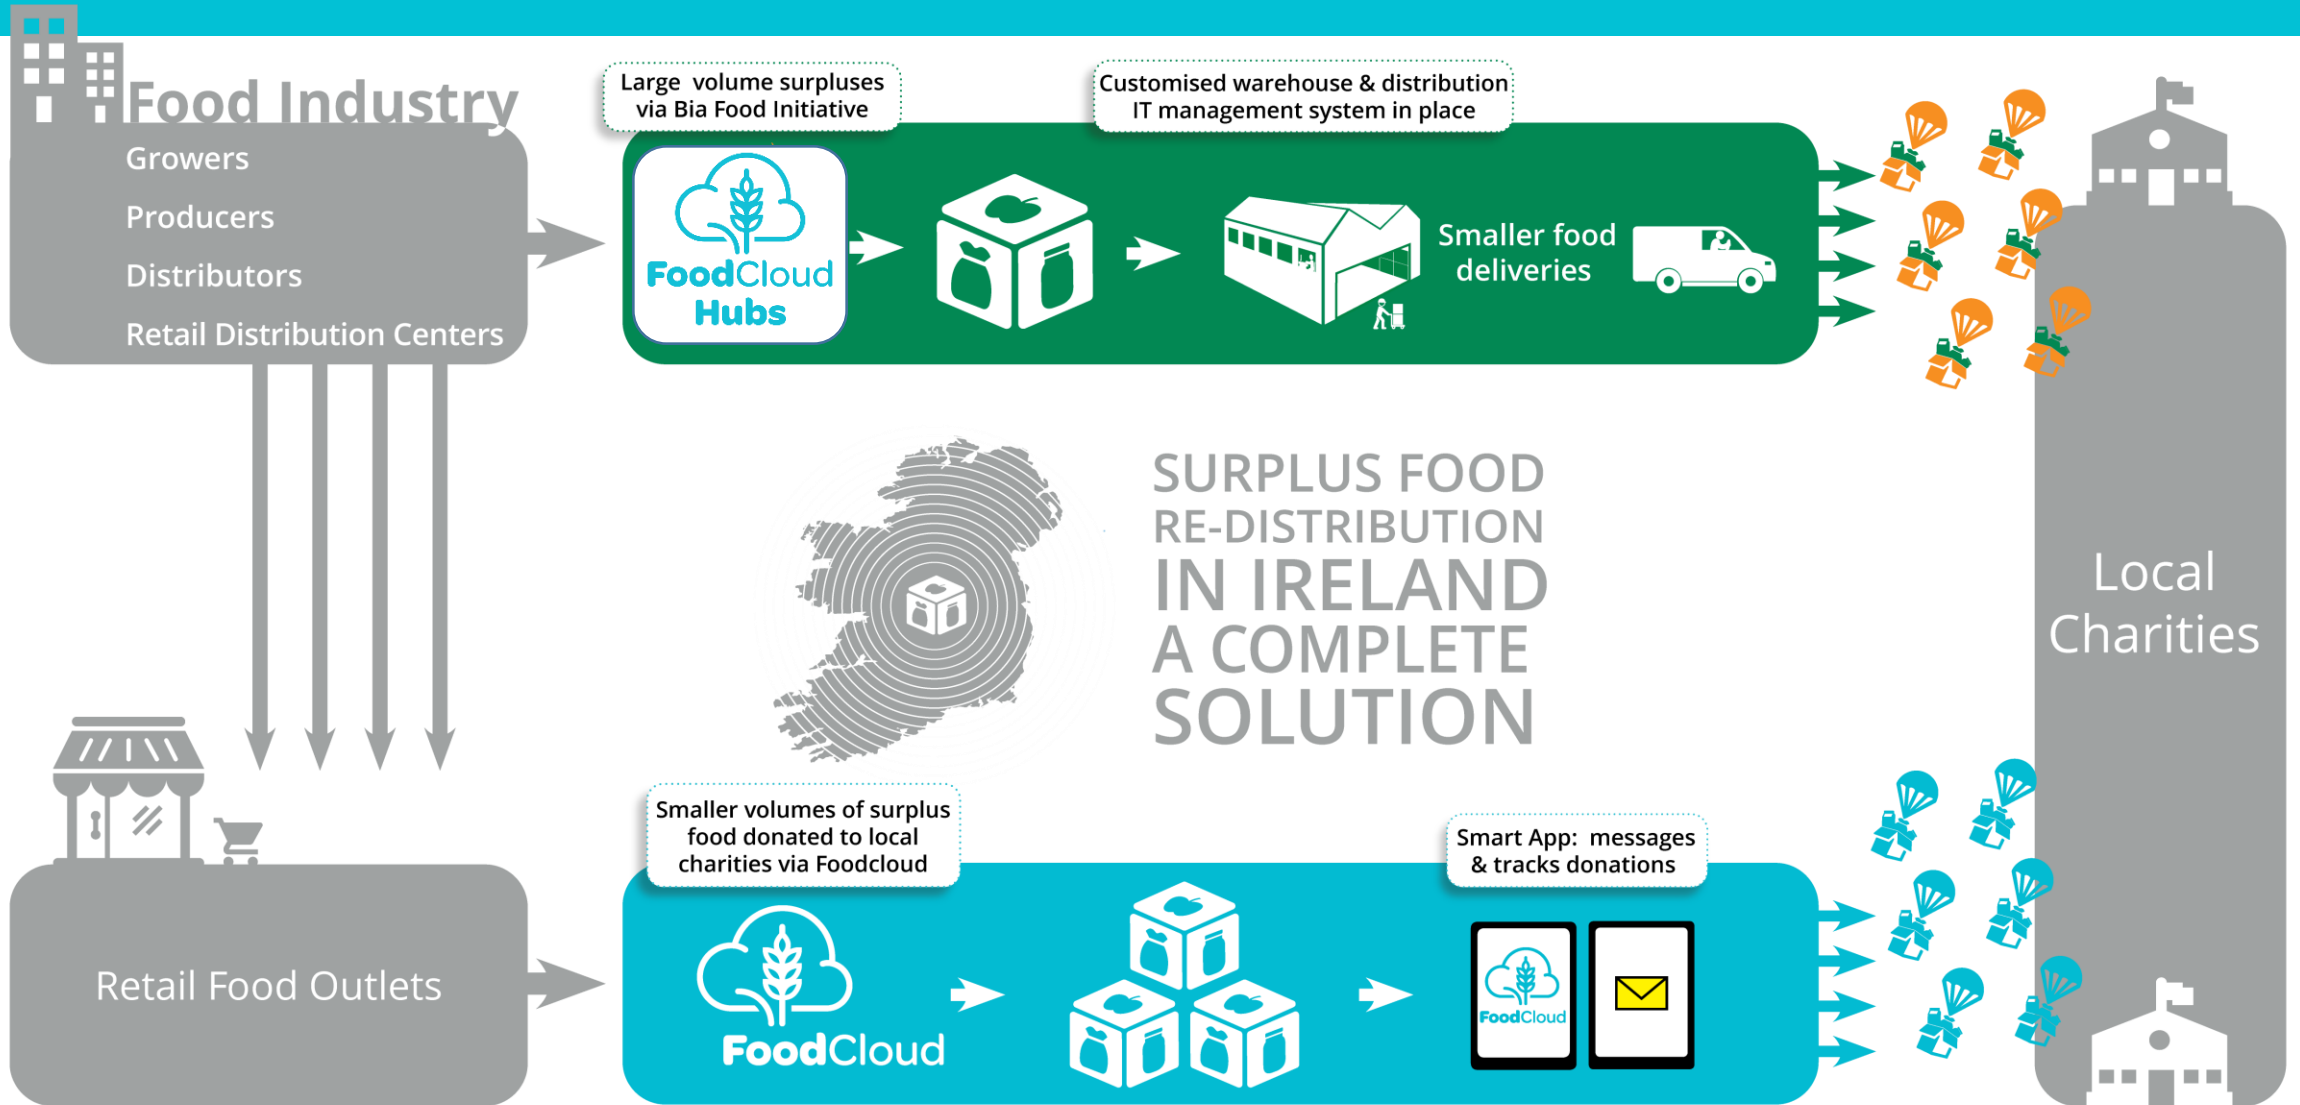 Food Industry
Growers
Producers
Distributors
Retail Distribution Centers
Large volume surpluses
via Bia Food Initiative
Customised warehouse & distribution
IT management system in place
FoodCloud
Hubs
Smaller food
deliveries
SURPLUS FOOD
RE-DISTRIBUTION
IN IRELAND
A COMPLETE
SOLUTION
Local
Charities
Retail Food Outlets
Smaller volumes of surplus
food donated to local
charities via Foodcloud
Smart App: messages
& tracks donations
FoodCloud
FoodCloud